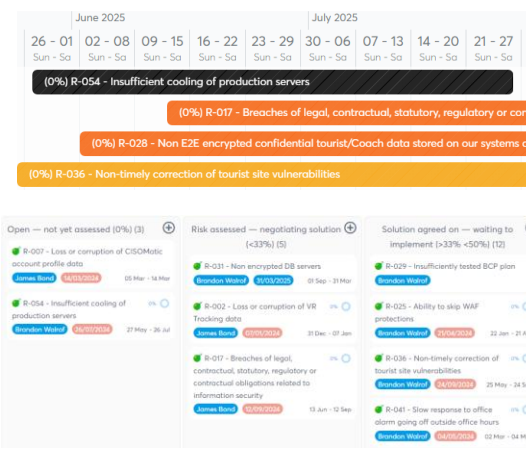 June 2025
July 2025
26 - 01 02 - 08 09 - 15 16 - 22 23 - 29 30 - 06 07 - 13 14 - 20 21 - 27
Sun - Sa Sun - Sa Sun - Sa Sun - Sa Sun - Sa Sun - Sa Sun - Sa Sun - Sa Sun - Sa
(0%) R-054 - Insufficient cooling of production servers
(0%) R-017 - Breaches of legal, contractual, statutory, regulatory or con
(0%) R-028 - Non E2E encrypted confidential tourist/Coach data stored on our systems
(0%) R-036 - Non-timely correction of tourist site vulnerabilities
Open — not yet assessed (0%) (3)
R-007 - Loss or corruption of CISOMatic
account profile data
James Bond 14/03/2024 05 Mar - 14 Mar
R-054 - Insufficient cooling of 0%
production servers
Brandon Walrof 26/07/2024 27 May - 26 Jul
Risk assessed — negotiating solution
(<33%) (5)
R-031 - Non encrypted DB servers
Brandon Walrof 31/03/2025 01 Sep - 31 Mar
R-002 - Loss or corruption of VR 0%
Tracking data
James Bond 07/01/2024 31 Dec - 07 Jan
R-017 - Breaches of legal, 0%
contractual, statutory, regulatory or
contractual obligations related to
information security
James Bond 12/09/2024 13 Jun - 12 Sep
Solution agreed on — waiting to
implement (>33% <50%) (12)
R-029 - Insufficiently tested BCP plan
Brandon Walrof
R-025 - Ability to skip WAF 0%
protections
Brandon Walrof 21/04/2024 22 Jan - 21 A
R-036 - Non-timely correction of 0%
tourist site vulnerabilities
Brandon Walrof 24/09/2024 25 May - 24 S
R-041 - Slow response to office 0%
alarm going off outside office hours
Brandon Walrof 04/05/2024 02 Mar - 04 M